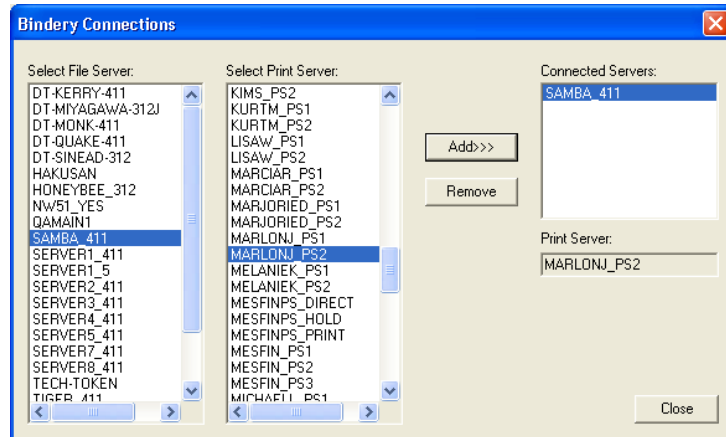 Bindery Connections
Select File Server:
DT-KERRY-411
DT-MIYAGAWA-312J
DT-MONK-411
DT-QUAKE-411
DT-SINEAD-312
HAKUSAN
HONEYBEE_312
NW51_YES
QAMAIN1
SAMBA_411
SERVER1_411
SERVER1_5
SERVER2_411
SERVER3_411
SERVER4_411
SERVER5_411
SERVER7_411
SERVER8_411
TECH-TOKEN
TIGER_411
Select Print Server:
KIMS_PS2
KURTM_PS1
KURTM_PS2
LISAW_PS1
LISAW_PS2
MARCIAR_PS1
MARCIAR_PS2
MARJORIED_PS1
MARJORIED_PS2
MARLONJ_PS1
MARLONJ_PS2
MELANIEK_PS1
MELANIEK_PS2
MESFINPS_DIRECT
MESFINPS_HOLD
MESFINPS_PRINT
MESFIN_PS1
MESFIN_PS2
MESFIN_PS3
MICHAELL_PS1
Add>>>
Remove
Connected Servers:
SAMBA_411
Print Server:
MARLONJ_PS2
Close